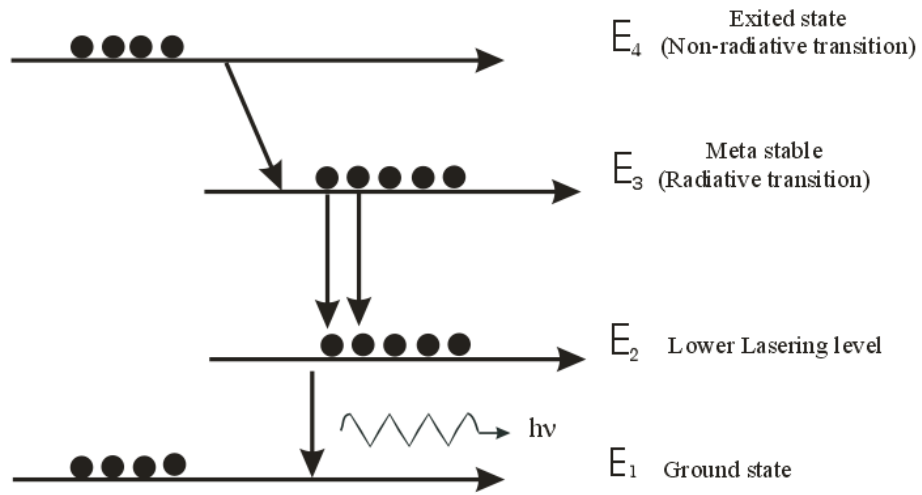 E4 Exited state
(Non-radiative transition)
E3 Meta stable
(Radiative transition)
E2 Lower Lasering level
hν
E1 Ground state